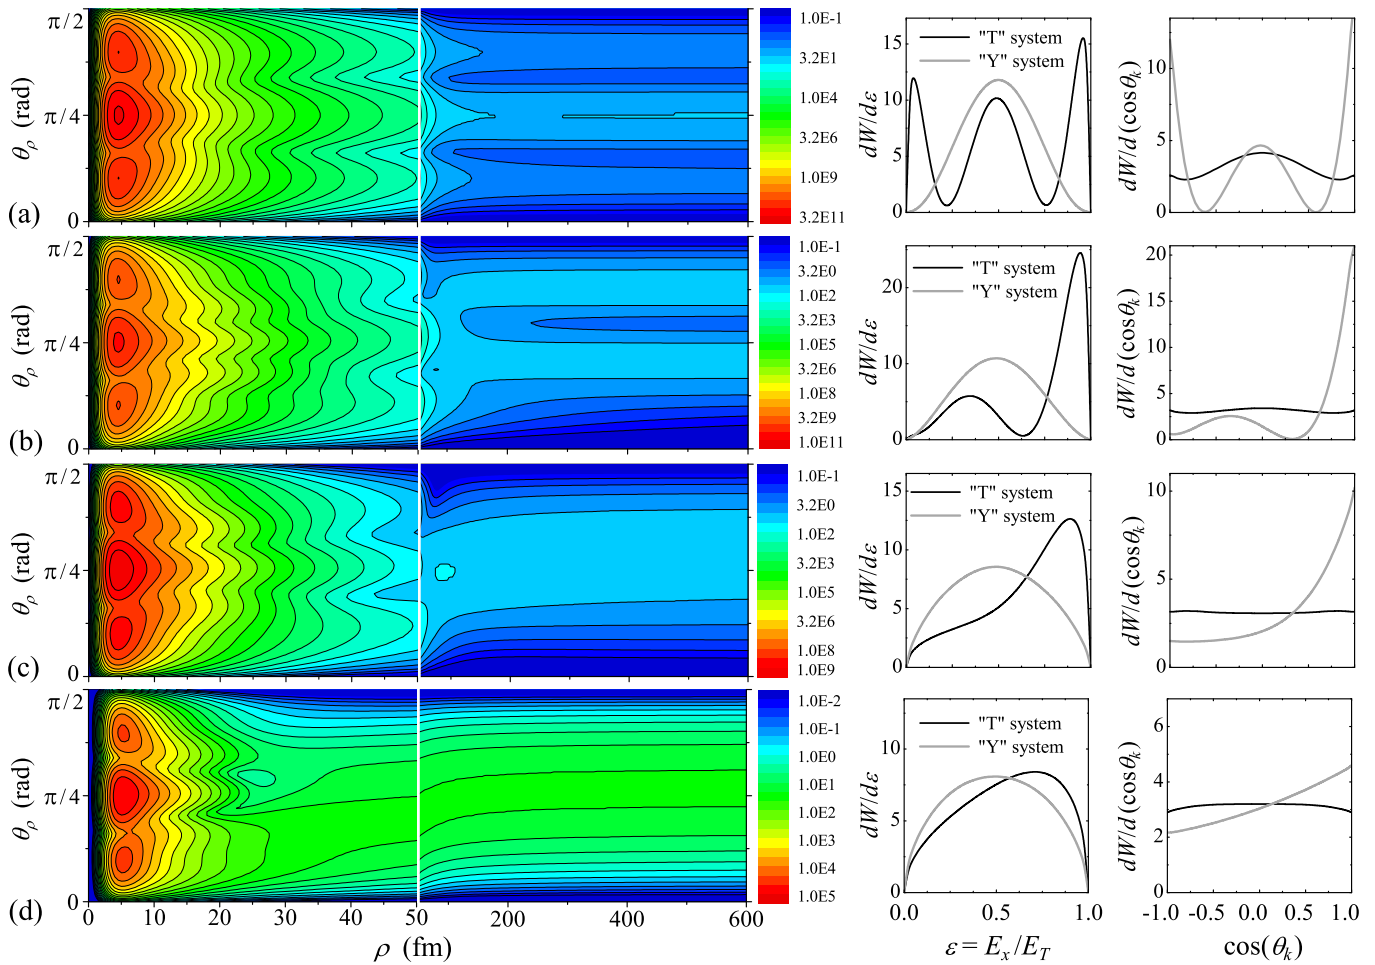 π/2
π/4
0
θρ (rad)
(a)
1.0E-1
3.2E1
1.0E4
3.2E6
1.0E9
3.2E11
15
10
5
0
dW/dε
"T" system
"Y" system
10
5
0
dW/d(cosθk)
π/2
π/4
0
θρ (rad)
(b)
1.0E-1
3.2E0
1.0E2
3.2E3
1.0E5
3.2E6
1.0E8
3.2E9
1.0E11
20
10
0
dW/dε
"T" system
"Y" system
20
15
10
5
0
dW/d(cosθk)
π/2
π/4
0
θρ (rad)
(c)
1.0E-1
3.2E0
1.0E2
3.2E3
1.0E5
3.2E6
1.0E8
1.0E9
15
10
5
0
dW/dε
"T" system
"Y" system
10
5
0
dW/d(cosθk)
π/2
π/4
0
θρ (rad)
(d)
1.0E-2
1.0E-1
1.0E0
1.0E1
1.0E2
1.0E3
1.0E4
1.0E5
10
5
0
dW/dε
"T" system
"Y" system
6
4
2
0
dW/d(cosθk)
0 10 20 30 40 50 200 400 600
ρ (fm)
0.0 0.5 1.0
ε = Ex/ET
-1.0 -0.5 0.0 0.5 1.0
cos(θk)